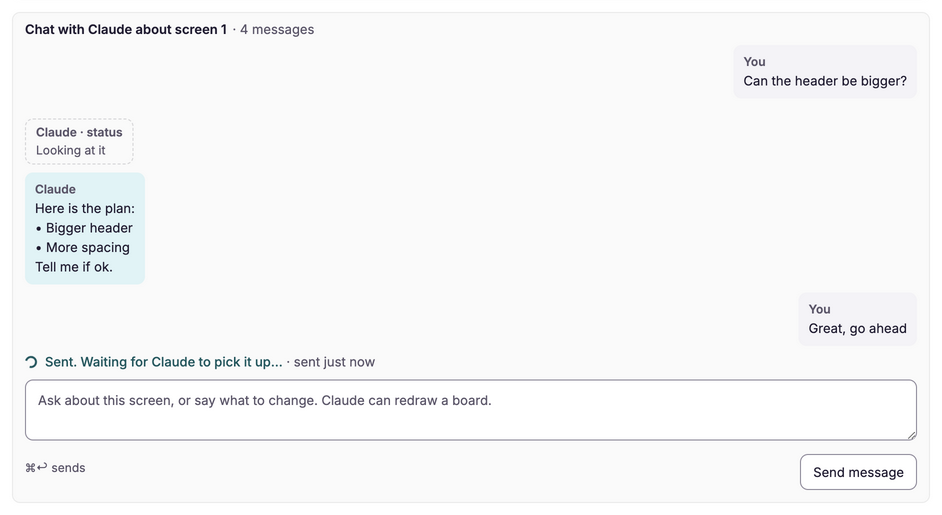 Chat with Claude about screen 1 · 4 messages
You
Can the header be bigger?
Claude · status
Looking at it
Claude
Here is the plan:
• Bigger header
• More spacing
Tell me if ok.
You
Great, go ahead
Sent. Waiting for Claude to pick it up... · sent just now
Ask about this screen, or say what to change. Claude can redraw a board.
⌘↩ sends
Send message